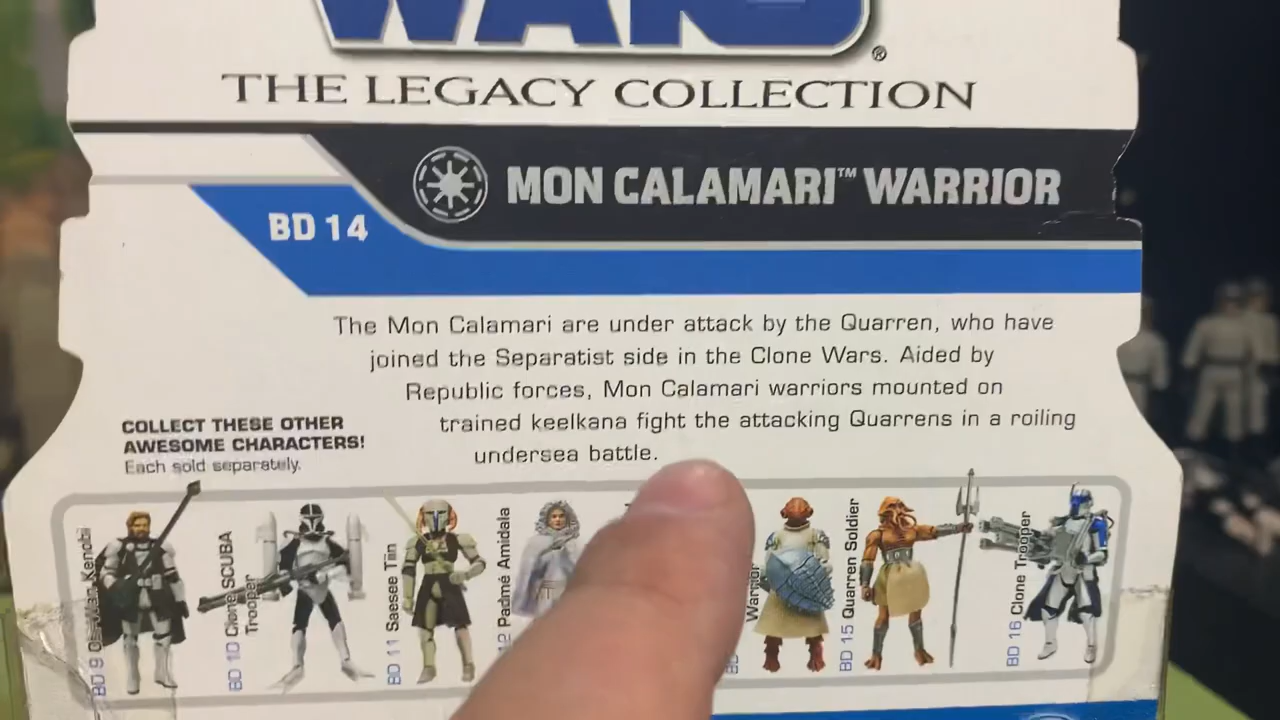 WARS
®
THE LEGACY COLLECTION
MON CALAMARI™ WARRIOR
BD 14
The Mon Calamari are under attack by the Quarren, who have
joined the Separatist side in the Clone Wars. Aided by
Republic forces, Mon Calamari warriors mounted on
trained keelkana fight the attacking Quarrens in a roiling
undersea battle.
COLLECT THESE OTHER
AWESOME CHARACTERS!
Each sold separately.
BD 9 Obi-Wan Kenobi
BD 10 Clone SCUBA
Trooper
BD 11 Saesee Tiin
12 Padmé Amidala
Warrior
BD 15 Quarren Soldier
BD 16 Clone Trooper